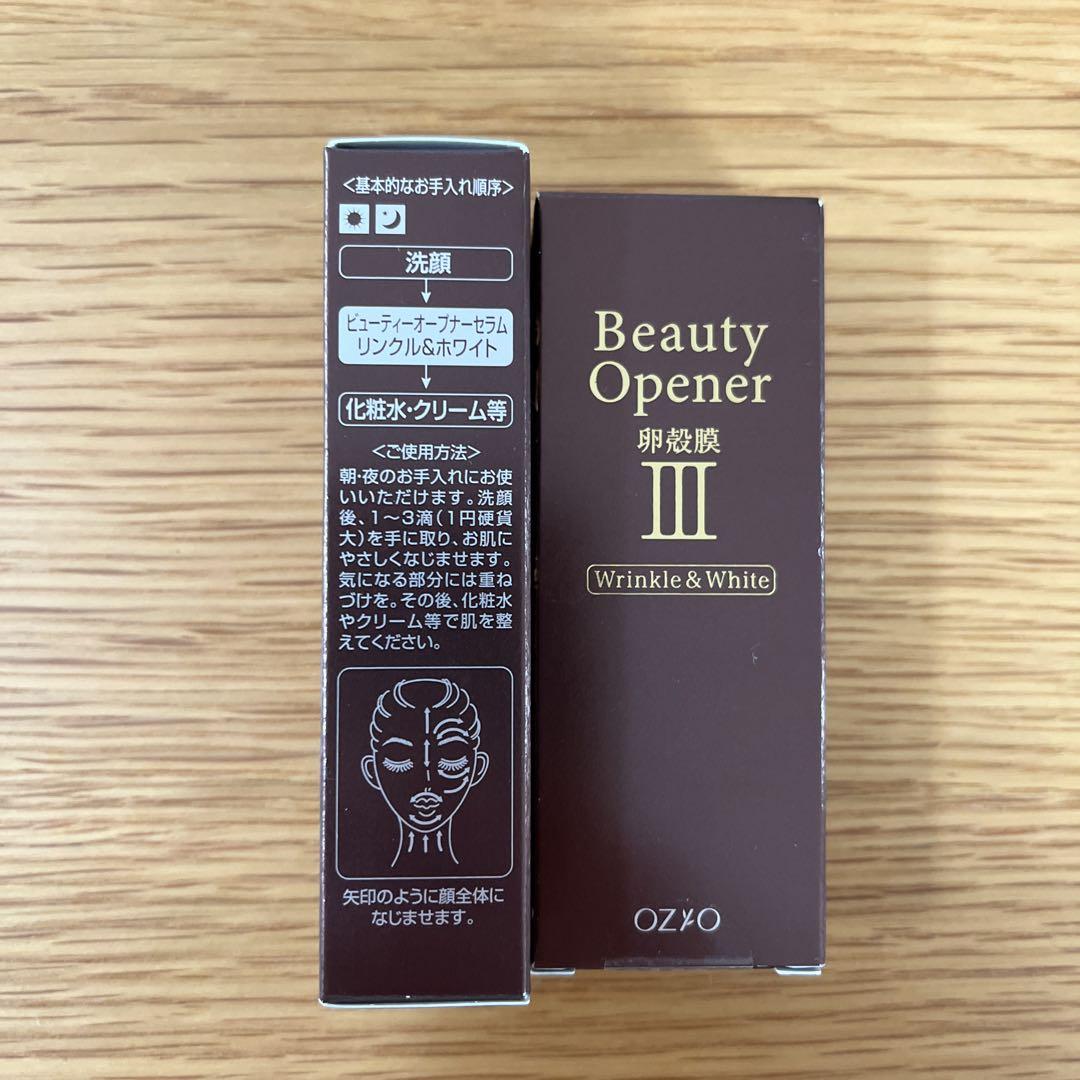 ＜基本的なお手入れ順序＞
洗顔
ビューティーオープナーセラム
リンクル&ホワイト
化粧水・クリーム等
＜ご使用方法＞
朝・夜のお手入れにお使
いいただけます。洗顔
後、1〜3滴(1円硬貨
大)を手に取り、お肌に
やさしくなじませます。
気になる部分には重ね
づけを。その後、化粧水
やクリーム等で肌を整
えてください。
矢印のように顔全体に
なじませます。
Beauty
Opener
卵殻膜
III
Wrinkle & White
OZIO